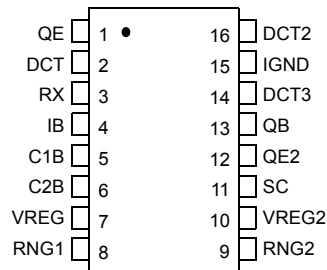 QE 1 16 DCT2
DCT 2 15 IGND
RX 3 14 DCT3
IB 4 13 QB
C1B 5 12 QE2
C2B 6 11 SC
VREG 7 10 VREG2
RNG1 8 9 RNG2